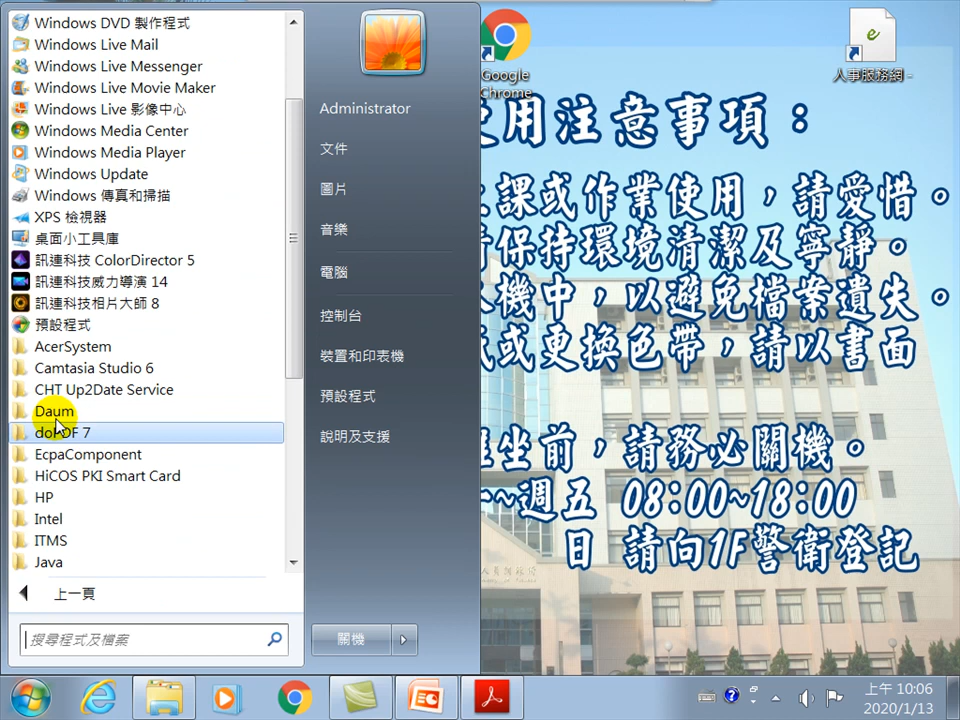 Windows DVD 製作程式
Windows Live Mail
Windows Live Messenger
Windows Live Movie Maker
Windows Live 影像中心
Windows Media Center
Windows Media Player
Windows Update
Windows 傳真和掃描
XPS 檢視器
桌面小工具庫
訊連科技 ColorDirector 5
訊連科技威力導演 14
訊連科技相片大師 8
預設程式
AcerSystem
Camtasia Studio 6
CHT Up2Date Service
Daum
doPDF 7
EcpaComponent
HiCOS PKI Smart Card
HP
Intel
ITMS
Java
上一頁
搜尋程式及檔案
Administrator
文件
圖片
音樂
電腦
控制台
裝置和印表機
預設程式
說明及支援
關機
Google
Chrome
人事服務網 -
使用注意事項：
課或作業使用，請愛惜。
保持環境清潔及寧靜。
機中，以避免檔案遺失。
或更換色帶，請以書面
坐前，請務必關機。
~週五 08:00~18:00
日 請向1F警衛登記
上午 10:06
2020/1/13